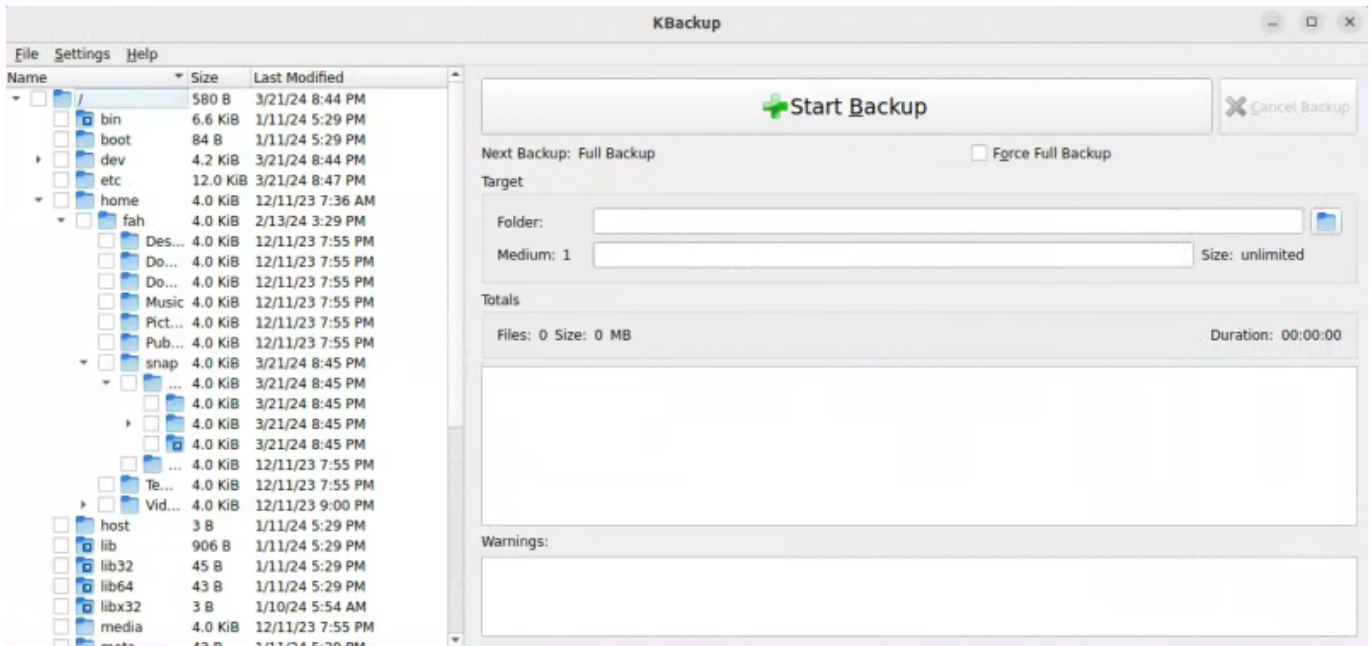 KBackup
File Settings Help
Name Size Last Modified
/ 580 B 3/21/24 8:44 PM
bin 6.6 KiB 1/11/24 5:29 PM
boot 84 B 1/11/24 5:29 PM
dev 4.2 KiB 3/21/24 8:44 PM
etc 12.0 KiB 3/21/24 8:47 PM
home 4.0 KiB 12/11/23 7:36 AM
fah 4.0 KiB 2/13/24 3:29 PM
Des... 4.0 KiB 12/11/23 7:55 PM
Do... 4.0 KiB 12/11/23 7:55 PM
Do... 4.0 KiB 12/11/23 7:55 PM
Music 4.0 KiB 12/11/23 7:55 PM
Pict... 4.0 KiB 12/11/23 7:55 PM
Pub... 4.0 KiB 12/11/23 7:55 PM
snap 4.0 KiB 3/21/24 8:45 PM
... 4.0 KiB 3/21/24 8:45 PM
4.0 KiB 3/21/24 8:45 PM
4.0 KiB 3/21/24 8:45 PM
4.0 KiB 3/21/24 8:45 PM
... 4.0 KiB 12/11/23 7:55 PM
Te... 4.0 KiB 12/11/23 7:55 PM
Vid... 4.0 KiB 12/11/23 9:00 PM
host 3 B 1/11/24 5:29 PM
lib 906 B 1/11/24 5:29 PM
lib32 45 B 1/11/24 5:29 PM
lib64 43 B 1/11/24 5:29 PM
libx32 3 B 1/10/24 5:54 AM
media 4.0 KiB 12/11/23 7:55 PM
Start Backup
Cancel Backup
Next Backup: Full Backup
Force Full Backup
Target
Folder:
Medium: 1
Size: unlimited
Totals
Files: 0 Size: 0 MB
Duration: 00:00:00
Warnings: